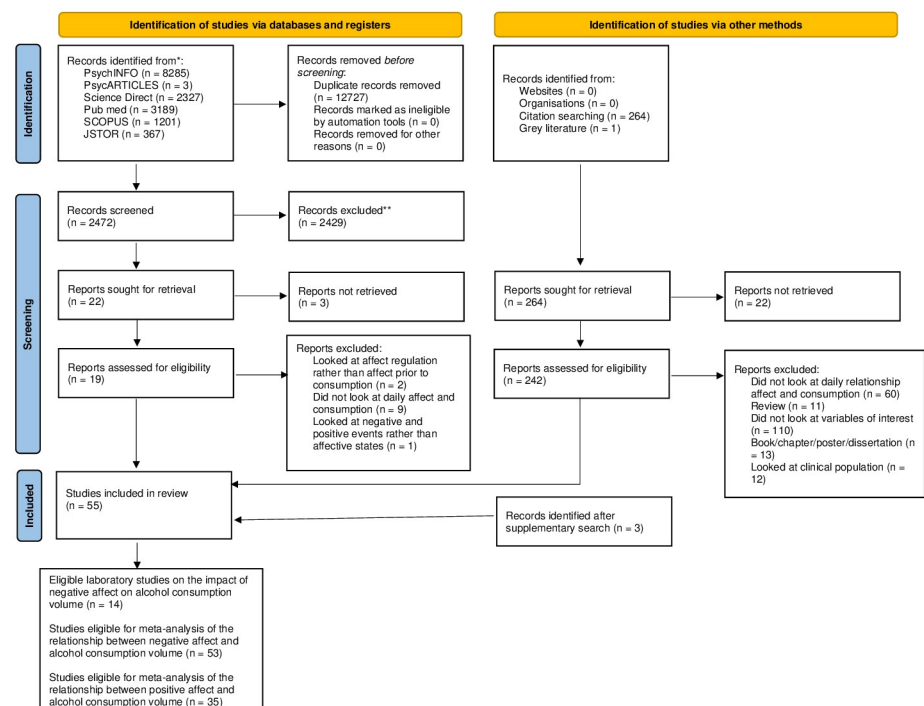 Identification of studies via databases and registers
Identification of studies via other methods
Identification
Records identified from*:
PsychINFO (n = 8285)
PsycARTICLES (n = 3)
Science Direct (n = 2327)
Pub med (n = 3189)
SCOPUS (n = 1201)
JSTOR (n = 367)
Records removed before
screening:
Duplicate records removed
(n = 12727)
Records marked as ineligible
by automation tools (n = 0)
Records removed for other
reasons (n = 0)
Records identified from:
Websites (n = 0)
Organisations (n = 0)
Citation searching (n = 264)
Grey literature (n = 1)
Screening
Records screened
(n = 2472)
Records excluded**
(n = 2429)
Reports sought for retrieval
(n = 22)
Reports not retrieved
(n = 3)
Reports sought for retrieval
(n = 264)
Reports not retrieved
(n = 22)
Reports assessed for eligibility
(n = 19)
Reports excluded:
Looked at affect regulation
rather than affect prior to
consumption (n = 2)
Did not look at daily affect and
consumption (n = 9)
Looked at negative and
positive events rather than
affective states (n = 1)
Reports assessed for eligibility
(n = 242)
Reports excluded:
Did not look at daily relationship
affect and consumption (n = 60)
Review (n = 11)
Did not look at variables of interest
(n = 110)
Book/chapter/poster/dissertation (n
= 13)
Looked at clinical population (n =
12)
Included
Studies included in review
(n = 55)
Records identified after
supplementary search (n = 3)
Eligible laboratory studies on the impact of
negative affect on alcohol consumption
volume (n = 14)
Studies eligible for meta-analysis of the
relationship between negative affect and
alcohol consumption volume (n = 53)
Studies eligible for meta-analysis of the
relationship between positive affect and
alcohol consumption volume (n = 35)